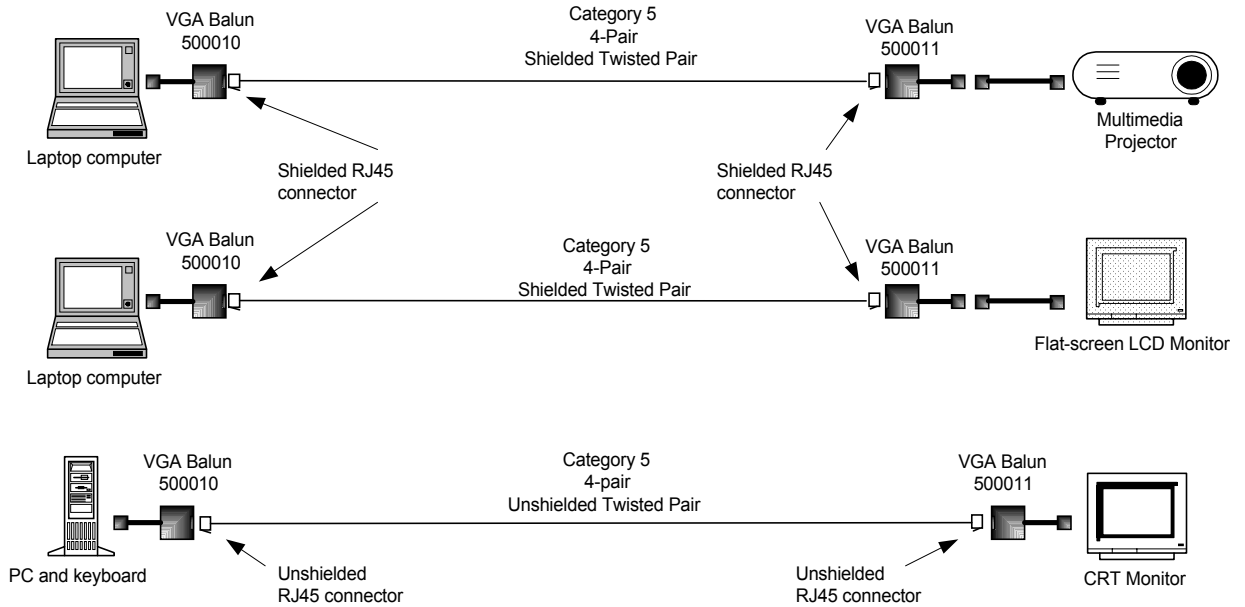 VGA Balun
500010
Category 5
4-Pair
Shielded Twisted Pair
VGA Balun
500011
Laptop computer
Multimedia
Projector
Shielded RJ45
connector
Shielded RJ45
connector
VGA Balun
500010
Category 5
4-Pair
Shielded Twisted Pair
VGA Balun
500011
Laptop computer
Flat-screen LCD Monitor
VGA Balun
500010
Category 5
4-pair
Unshielded Twisted Pair
VGA Balun
500011
PC and keyboard
Unshielded
RJ45 connector
Unshielded
RJ45 connector
CRT Monitor